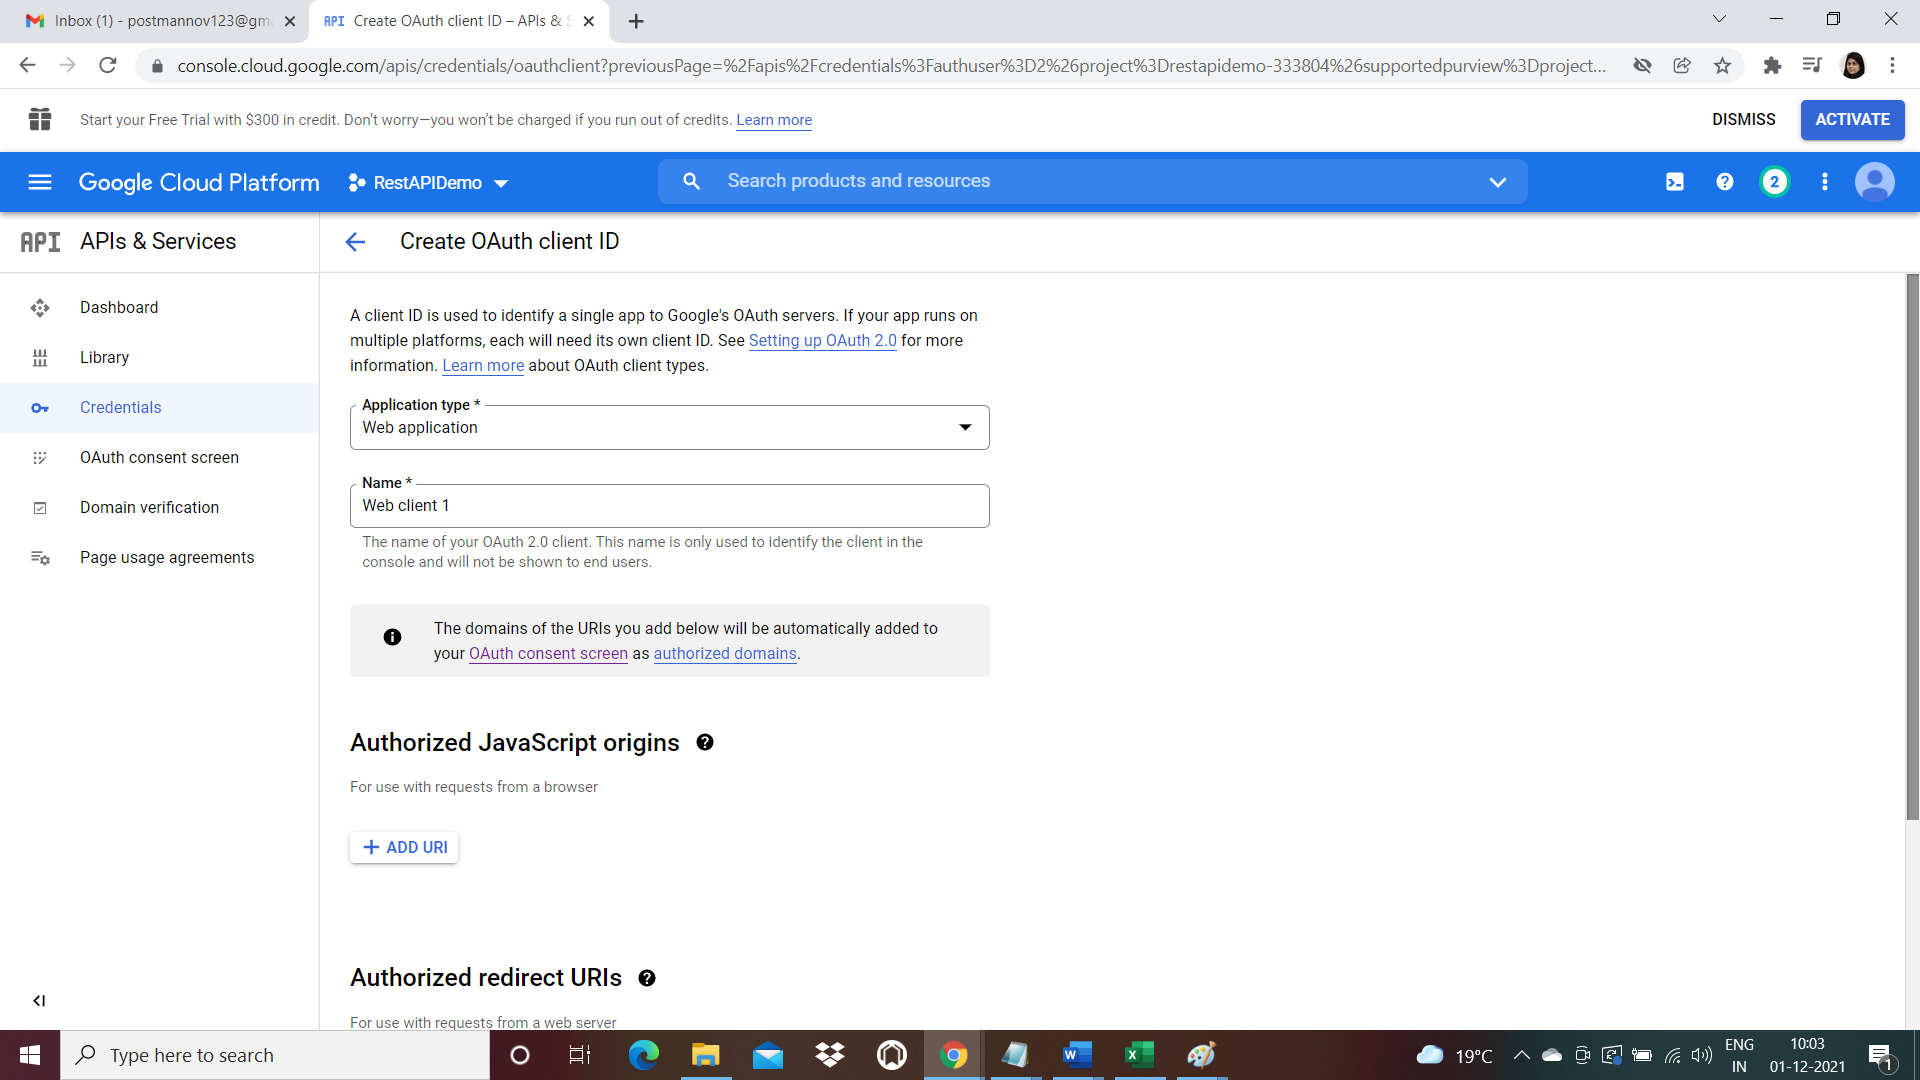 Inbox (1) - postmannov123@gm
Create OAuth client ID – APIs & S
console.cloud.google.com/apis/credentials/oauthclient?previousPage=%2Fapis%2Fcredentials%3Fauthuser%3D2%26project%3Drestapidemo-333804%26supportedpurview%3Dproject...
Start your Free Trial with $300 in credit. Don't worry—you won't be charged if you run out of credits. Learn more
DISMISS
ACTIVATE
Google Cloud Platform
RestAPIDemo
Search products and resources
2
API APIs & Services
Create OAuth client ID
Dashboard
Library
Credentials
OAuth consent screen
Domain verification
Page usage agreements
A client ID is used to identify a single app to Google's OAuth servers. If your app runs on
multiple platforms, each will need its own client ID. See Setting up OAuth 2.0 for more
information. Learn more about OAuth client types.
Application type *
Web application
Name *
Web client 1
The name of your OAuth 2.0 client. This name is only used to identify the client in the
console and will not be shown to end users.
The domains of the URIs you add below will be automatically added to
your OAuth consent screen as authorized domains.
Authorized JavaScript origins
For use with requests from a browser
+ ADD URI
Authorized redirect URIs
For use with requests from a web server
Type here to search
19°C
ENG
IN
10:03
01-12-2021
1